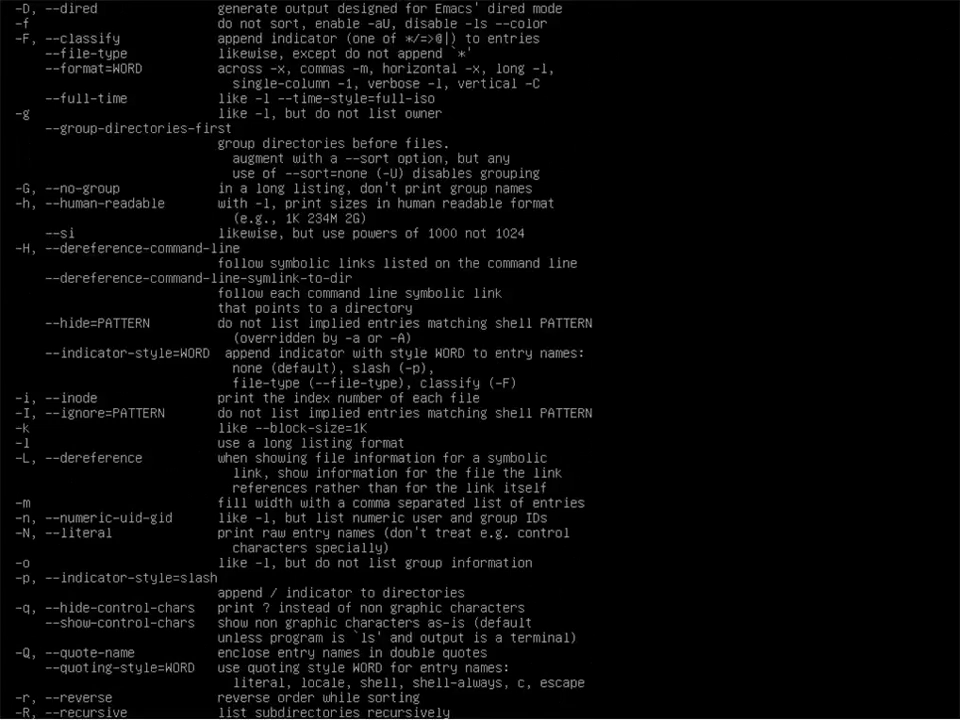 -D, --dired generate output designed for Emacs' dired mode
-f do not sort, enable -aU, disable -ls --color
-F, --classify append indicator (one of */=>@|) to entries
--file-type likewise, except do not append `*'
--format=WORD across -x, commas -m, horizontal -x, long -l,
single-column -1, verbose -l, vertical -C
--full-time like -l --time-style=full-iso
-g like -l, but do not list owner
--group-directories-first
group directories before files.
augment with a --sort option, but any
use of --sort=none (-U) disables grouping
-G, --no-group in a long listing, don't print group names
-h, --human-readable with -l, print sizes in human readable format
(e.g., 1K 234M 2G)
--si likewise, but use powers of 1000 not 1024
-H, --dereference-command-line
follow symbolic links listed on the command line
--dereference-command-line-symlink-to-dir
follow each command line symbolic link
that points to a directory
--hide=PATTERN do not list implied entries matching shell PATTERN
(overridden by -a or -A)
--indicator-style=WORD append indicator with style WORD to entry names:
none (default), slash (-p),
file-type (--file-type), classify (-F)
-i, --inode print the index number of each file
-I, --ignore=PATTERN do not list implied entries matching shell PATTERN
-k like --block-size=1K
-l use a long listing format
-L, --dereference when showing file information for a symbolic
link, show information for the file the link
references rather than for the link itself
-m fill width with a comma separated list of entries
-n, --numeric-uid-gid like -l, but list numeric user and group IDs
-N, --literal print raw entry names (don't treat e.g. control
characters specially)
-o like -l, but do not list group information
-p, --indicator-style=slash
append / indicator to directories
-q, --hide-control-chars print ? instead of non graphic characters
--show-control-chars show non graphic characters as-is (default
unless program is `ls' and output is a terminal)
-Q, --quote-name enclose entry names in double quotes
--quoting-style=WORD use quoting style WORD for entry names:
literal, locale, shell, shell-always, c, escape
-r, --reverse reverse order while sorting
-R, --recursive list subdirectories recursively